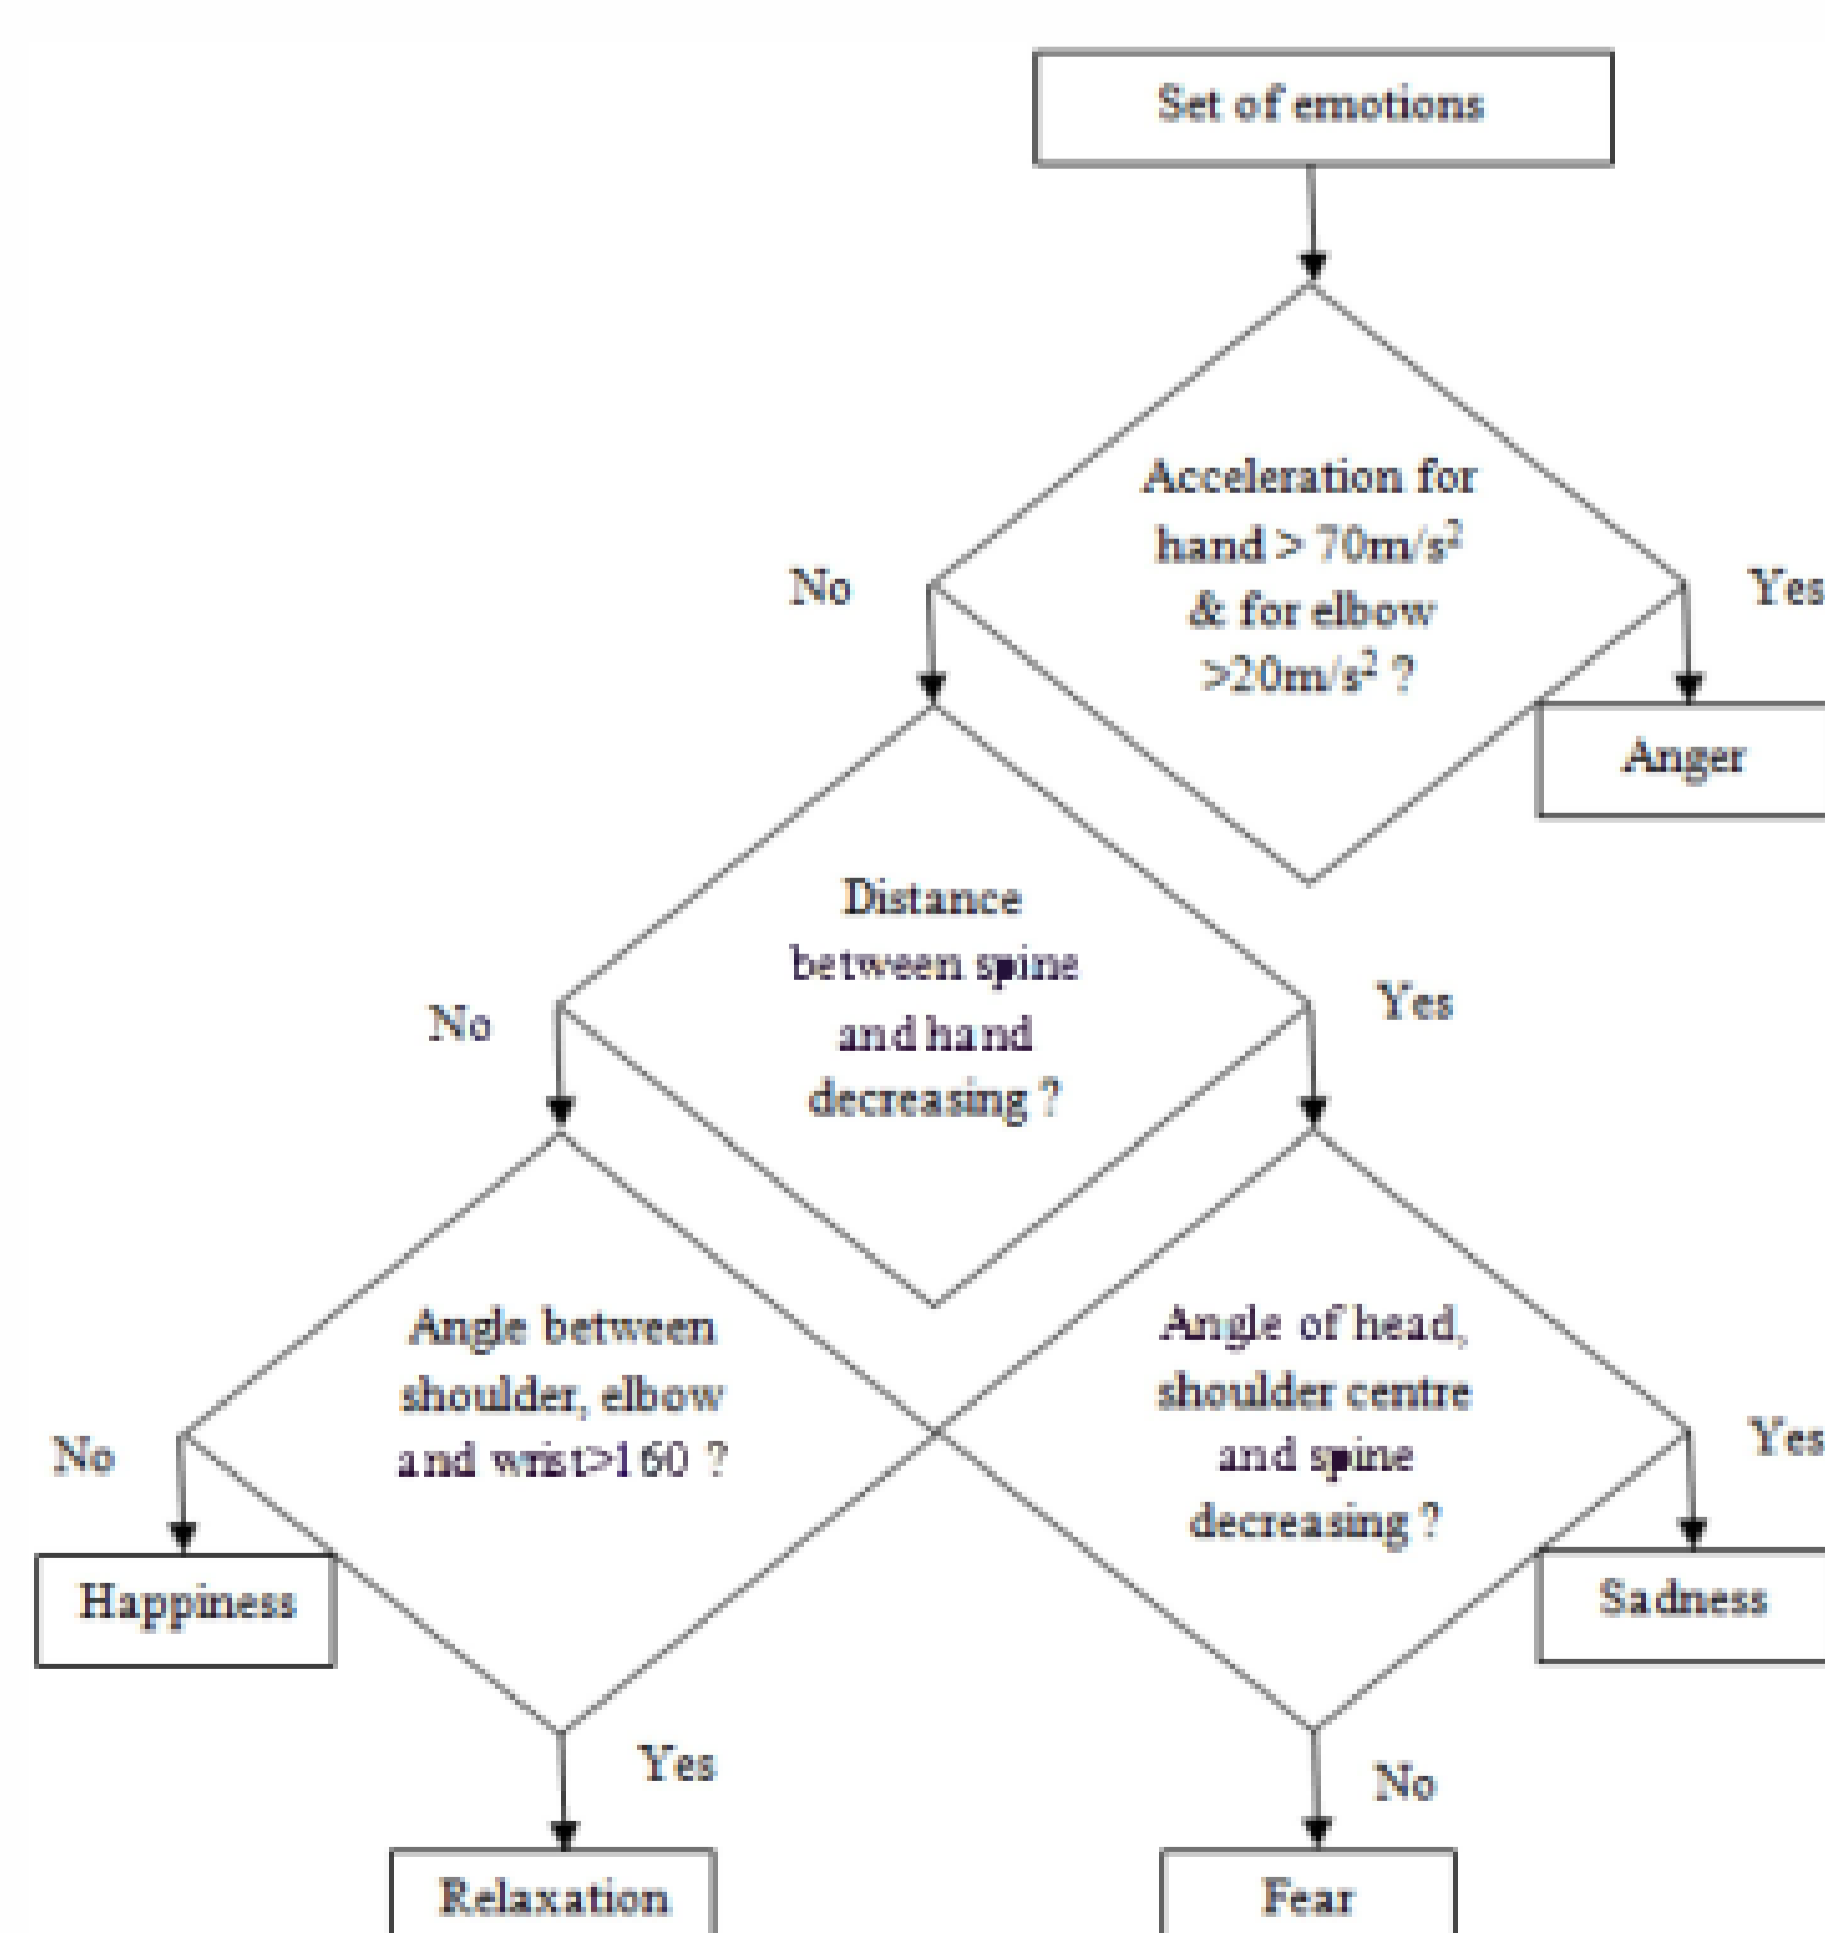 Set of emotions
Acceleration for
hand > 70m/s²
& for elbow
>20m/s² ?
No
Yes
Anger
Distance
between spine
and hand
decreasing ?
No
Yes
Angle between
shoulder, elbow
and wrist>160 ?
Angle of head,
shoulder centre
and spine
decreasing ?
No
Yes
Happiness
Sadness
Yes
No
Relaxation
Fear